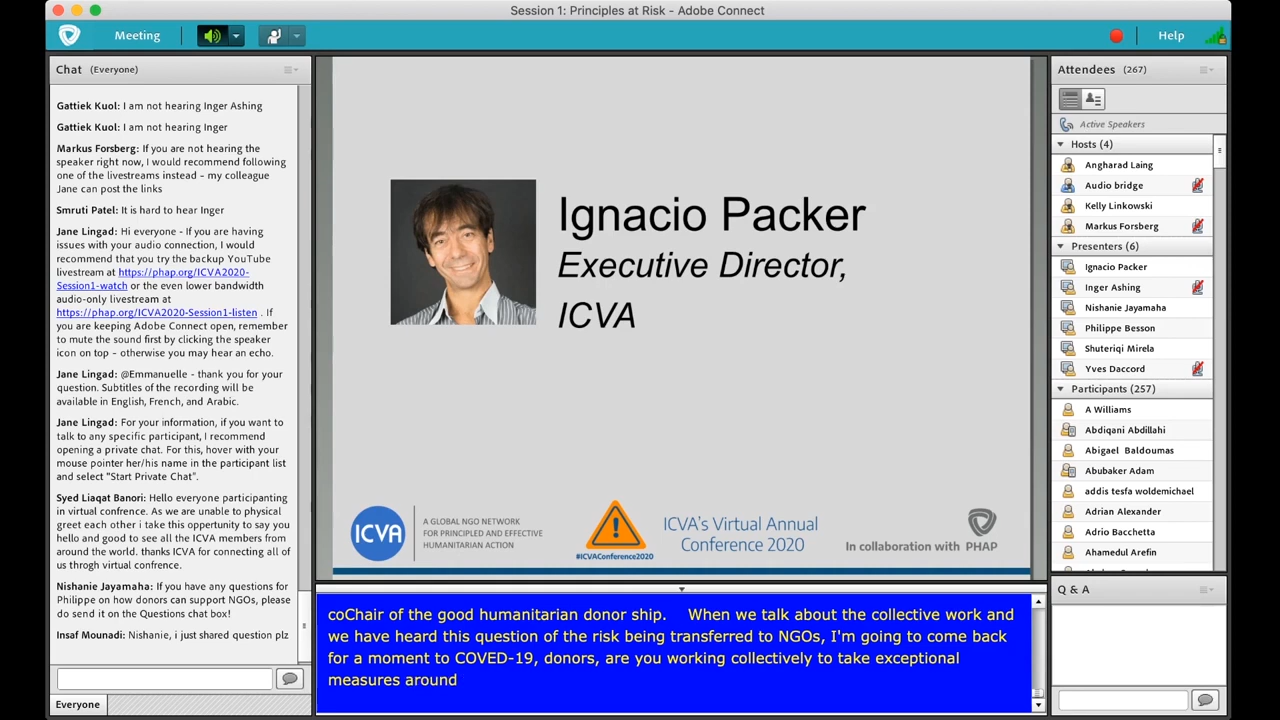 Session 1: Principles at Risk - Adobe Connect
Meeting
Help
Chat (Everyone)
Gattiek Kuol: I am not hearing Inger Ashing
Gattiek Kuol: I am not hearing Inger
Markus Forsberg: If you are not hearing the
speaker right now, I would recommend following
one of the livestreams instead - my colleague
Jane can post the links
Smruti Patel: It is hard to hear Inger
Jane Lingad: Hi everyone - If you are having
issues with your audio connection, I would
recommend that you try the backup YouTube
livestream at https://phap.org/ICVA2020-
Session1-watch or the even lower bandwidth
audio-only livestream at
https://phap.org/ICVA2020-Session1-listen . If
you are keeping Adobe Connect open, remember
to mute the sound first by clicking the speaker
icon on top - otherwise you may hear an echo.
Jane Lingad: @Emmanuelle - thank you for your
question. Subtitles of the recording will be
available in English, French, and Arabic.
Jane Lingad: For your information, if you want to
talk to any specific participant, I recommend
opening a private chat. For this, hover with your
mouse pointer her/his name in the participant list
and select "Start Private Chat".
Syed Liaqat Banori: Hello everyone participating
in virtual confrence. As we are unable to physical
greet each other i take this opportunity to say you
hello and good to see all the ICVA members from
around the world. thanks ICVA for connecting all of
us throgh virtual confence.
Nishanie Jayamaha: If you have any questions for
Philippe on how donors can support NGOs, please
do send it on the Questions chat box!
Insaf Mounadi: Nishanie, i just shared question plz
Everyone
Ignacio Packer
Executive Director,
ICVA
ICVA
A GLOBAL NGO NETWORK
FOR PRINCIPLED AND EFFECTIVE
HUMANITARIAN ACTION
#ICVAConference2020
ICVA's Virtual Annual
Conference 2020
In collaboration with PHAP
coChair of the good humanitarian donor ship. When we talk about the collective work and
we have heard this question of the risk being transferred to NGOs, I'm going to come back
for a moment to COVED-19, donors, are you working collectively to take exceptional
measures around
Attendees (267)
Active Speakers
Hosts (4)
Angharad Laing
Audio bridge
Kelly Linkowski
Markus Forsberg
Presenters (6)
Ignacio Packer
Inger Ashing
Nishanie Jayamaha
Philippe Besson
Shuteriqi Mirela
Yves Daccord
Participants (257)
A Williams
Abdiqani Abdillahi
Abigael Baldoumas
Abubaker Adam
addis tesfa woldemichael
Adrian Alexander
Adrio Bacchetta
Ahamedul Arefin
Q & A